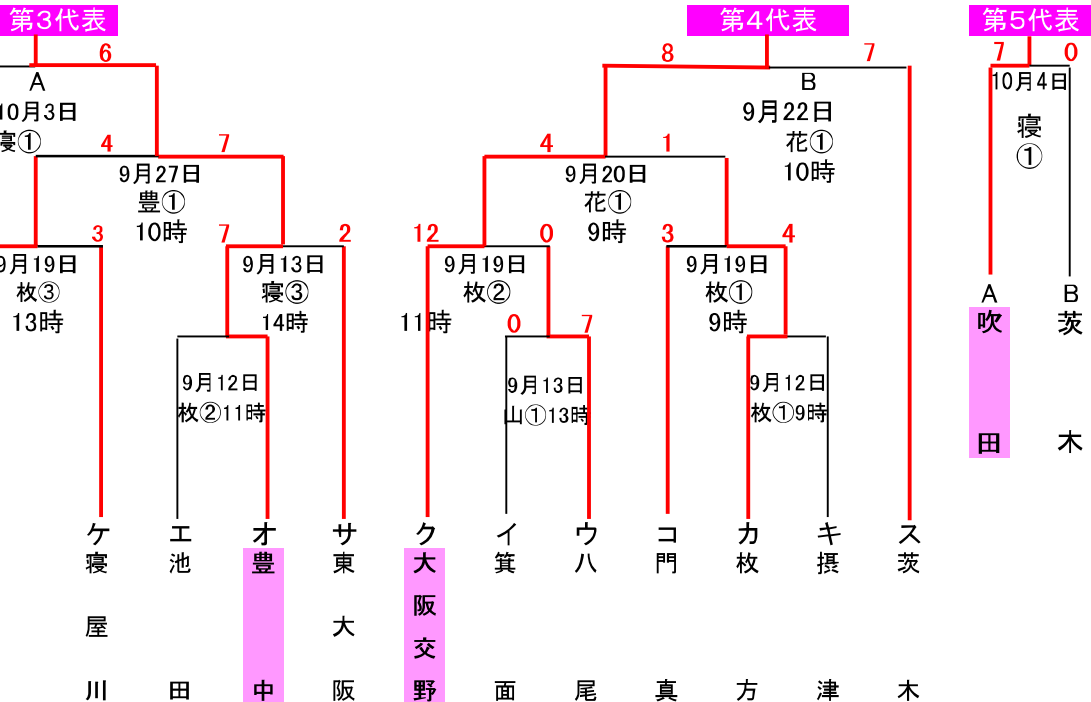 第3代表
第4代表
第5代表
6
8
7
7
0
A
B
10月4日
10月3日
9月22日
寝①
寝①
花①
10時
4
7
4
1
9月27日
豊①
10時
9月20日
花①
9時
3
7
2
12
0
3
4
9月19日
枚③
13時
9月13日
寝③
14時
9月19日
枚②
11時
9月19日
枚①
9時
A
B
吹田
茨木
0
7
9月12日
枚②11時
9月13日
山①13時
9月12日
枚①9時
ケ
寝屋川
エ
池田
オ
豊中
サ
東大阪
ク
大阪交野
イ
箕面
ウ
八尾
コ
門真
カ
枚方
キ
摂津
ス
茨木